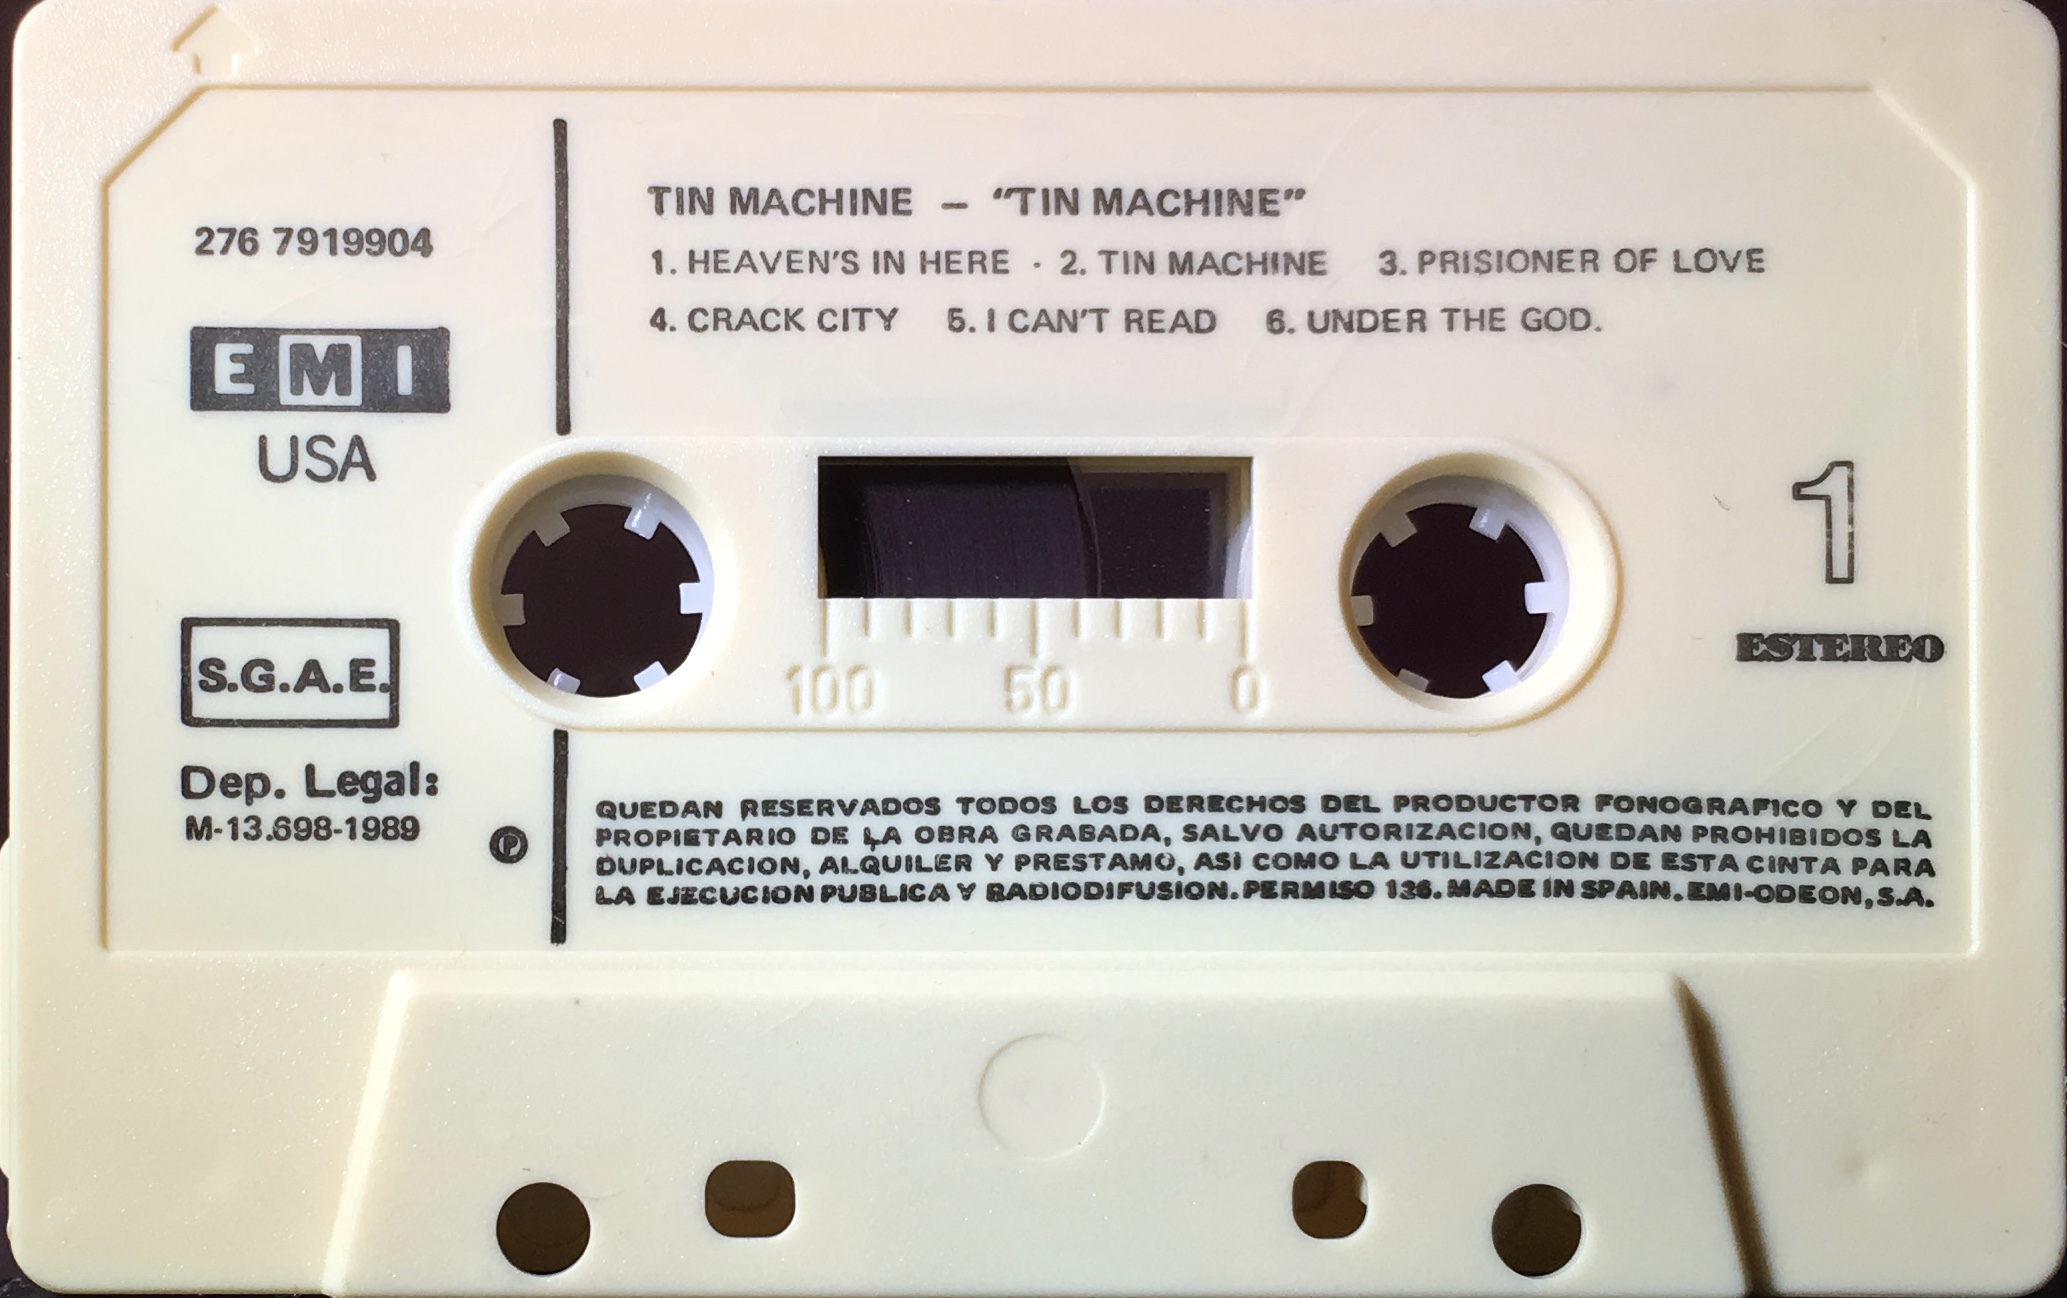 276 7919904
EMI
USA
S.G.A.E.
Dep. Legal:
M-13.698-1989
Ⓟ
TIN MACHINE – "TIN MACHINE"
1. HEAVEN'S IN HERE · 2. TIN MACHINE 3. PRISIONER OF LOVE
4. CRACK CITY 5. I CAN'T READ 6. UNDER THE GOD.
100 50 0
1
ESTEREO
QUEDAN RESERVADOS TODOS LOS DERECHOS DEL PRODUCTOR FONOGRAFICO Y DEL
PROPIETARIO DE LA OBRA GRABADA, SALVO AUTORIZACION, QUEDAN PROHIBIDOS LA
DUPLICACION, ALQUILER Y PRESTAMO, ASI COMO LA UTILIZACION DE ESTA CINTA PARA
LA EJECUCION PUBLICA Y RADIODIFUSION. PERMISO 136. MADE IN SPAIN. EMI-ODEON, S.A.